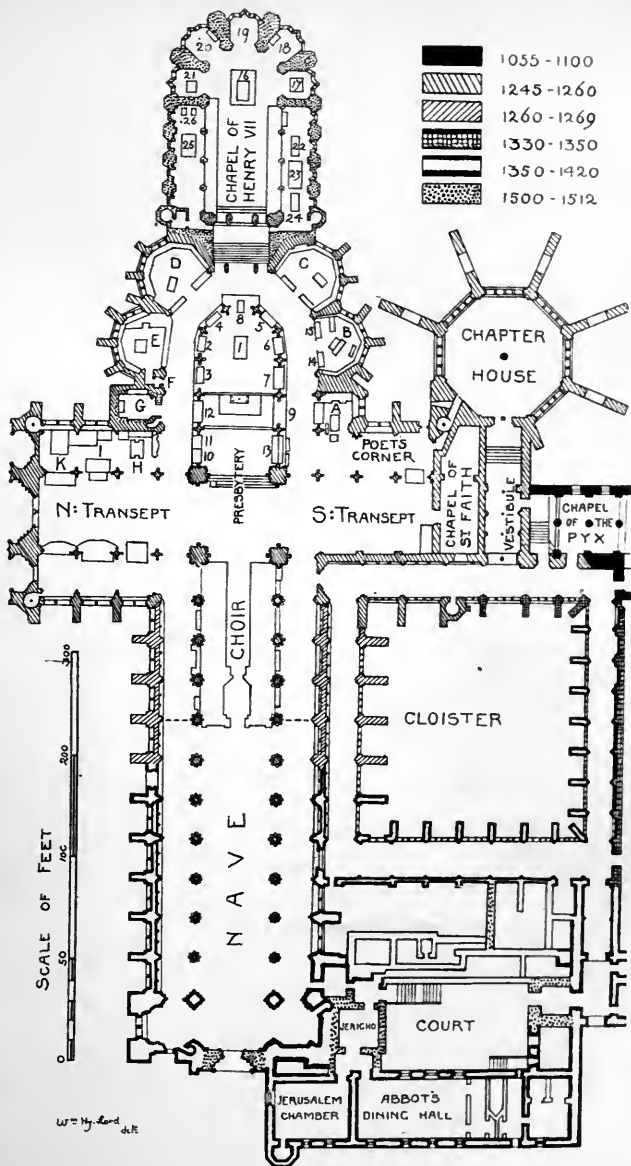 1055-1100
1245-1260
1260-1269
1330-1350
1350-1420
1500-1512
19
20
18
21
16
17
26
25
CHAPEL OF
HENRY VII
22
23
24
D
C
8
4
5
E
2
1
6
15
B
F
3
7
14
G
12
9
A
K
I
H
11
10
13
PRESBYTERY
POET'S
CORNER
CHAPTER
HOUSE
N: TRANSEPT
S: TRANSEPT
CHAPEL OF
ST FAITH
VESTIBULE
CHAPEL
OF THE
PYX
CHOIR
CLOISTER
NAVE
SCALE OF FEET
300
200
100
50
0
JERICHO
COURT
JERUSALEM
CHAMBER
ABBOT'S
DINING HALL
Wm Hy. Lord
delt